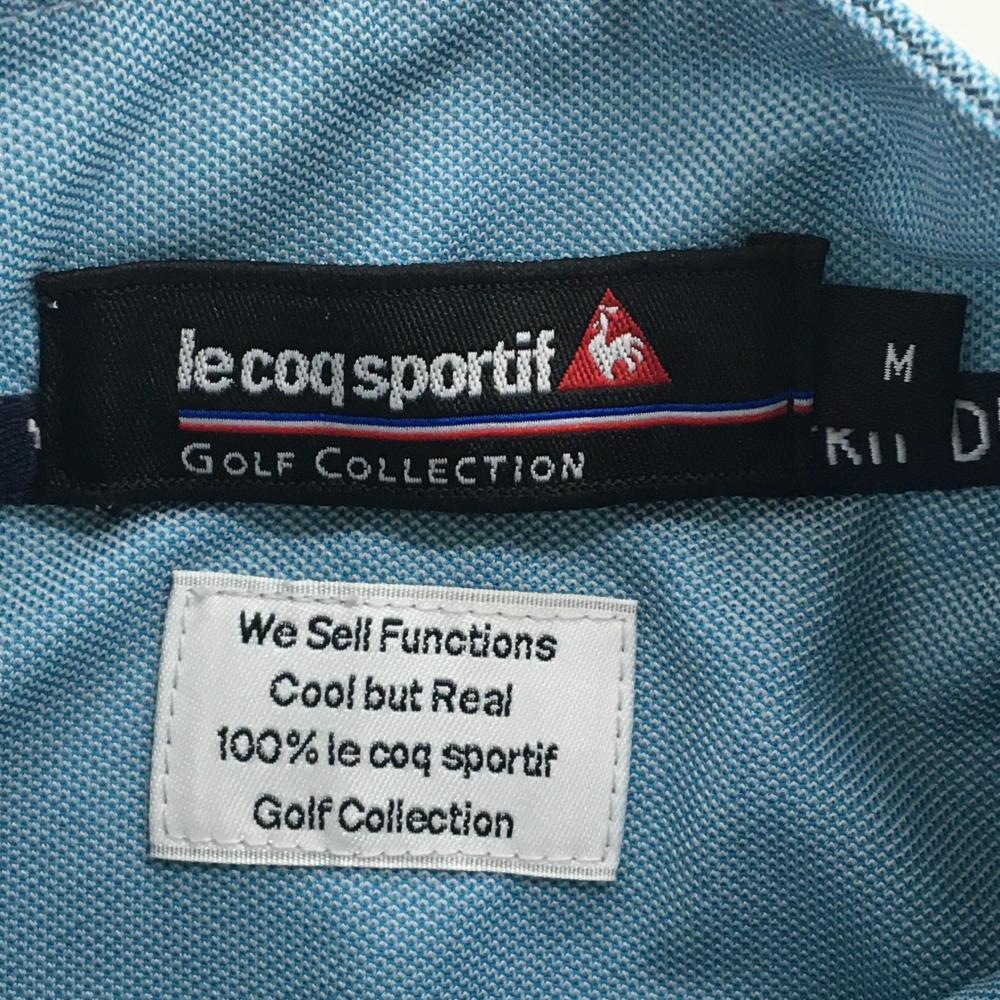 le coq sportif
GOLF COLLECTION
M
We Sell Functions
Cool but Real
100% le coq sportif
Golf Collection